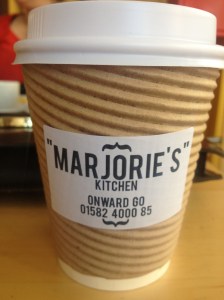 "MARJORIE'S"
KITCHEN
ONWARD GO
01582 4000 85